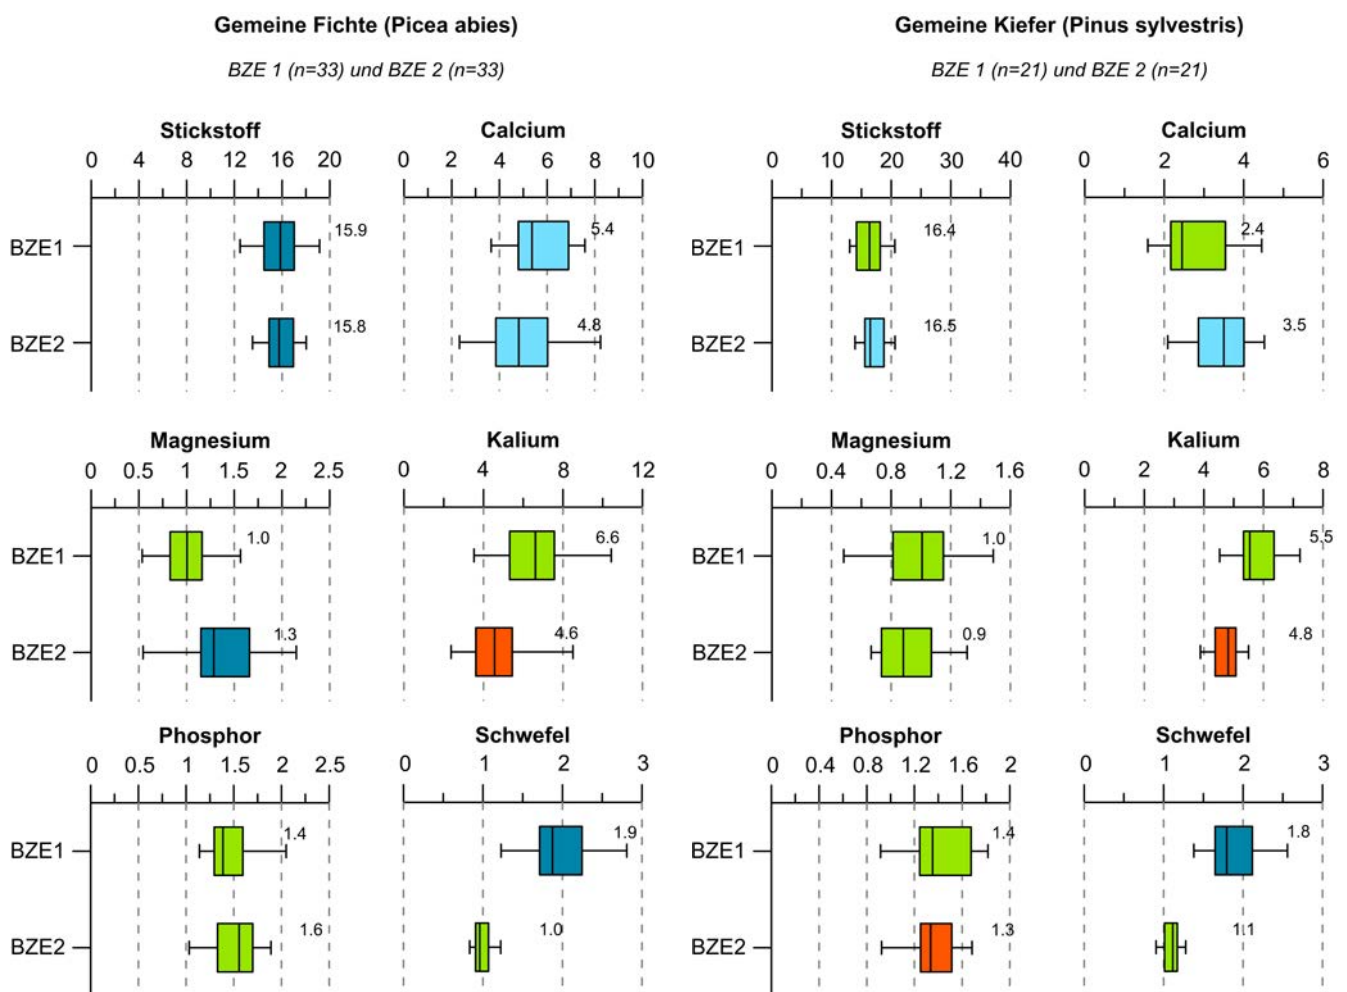 Gemeine Fichte (Picea abies)
BZE 1 (n=33) und BZE 2 (n=33)
Stickstoff
0 4 8 12 16 20
BZE1
15.9
BZE2
15.8
Calcium
0 2 4 6 8 10
5.4
4.8
Magnesium
0 0.5 1 1.5 2 2.5
BZE1
1.0
BZE2
1.3
Kalium
0 4 8 12
6.6
4.6
Phosphor
0 0.5 1 1.5 2 2.5
BZE1
1.4
BZE2
1.6
Schwefel
0 1 2 3
1.9
1.0
Gemeine Kiefer (Pinus sylvestris)
BZE 1 (n=21) und BZE 2 (n=21)
Stickstoff
0 10 20 30 40
BZE1
16.4
BZE2
16.5
Calcium
0 2 4 6
2.4
3.5
Magnesium
0 0.4 0.8 1.2 1.6
BZE1
1.0
BZE2
0.9
Kalium
0 2 4 6 8
5.5
4.8
Phosphor
0 0.4 0.8 1.2 1.6 2
BZE1
1.4
BZE2
1.3
Schwefel
0 1 2 3
1.8
1.1